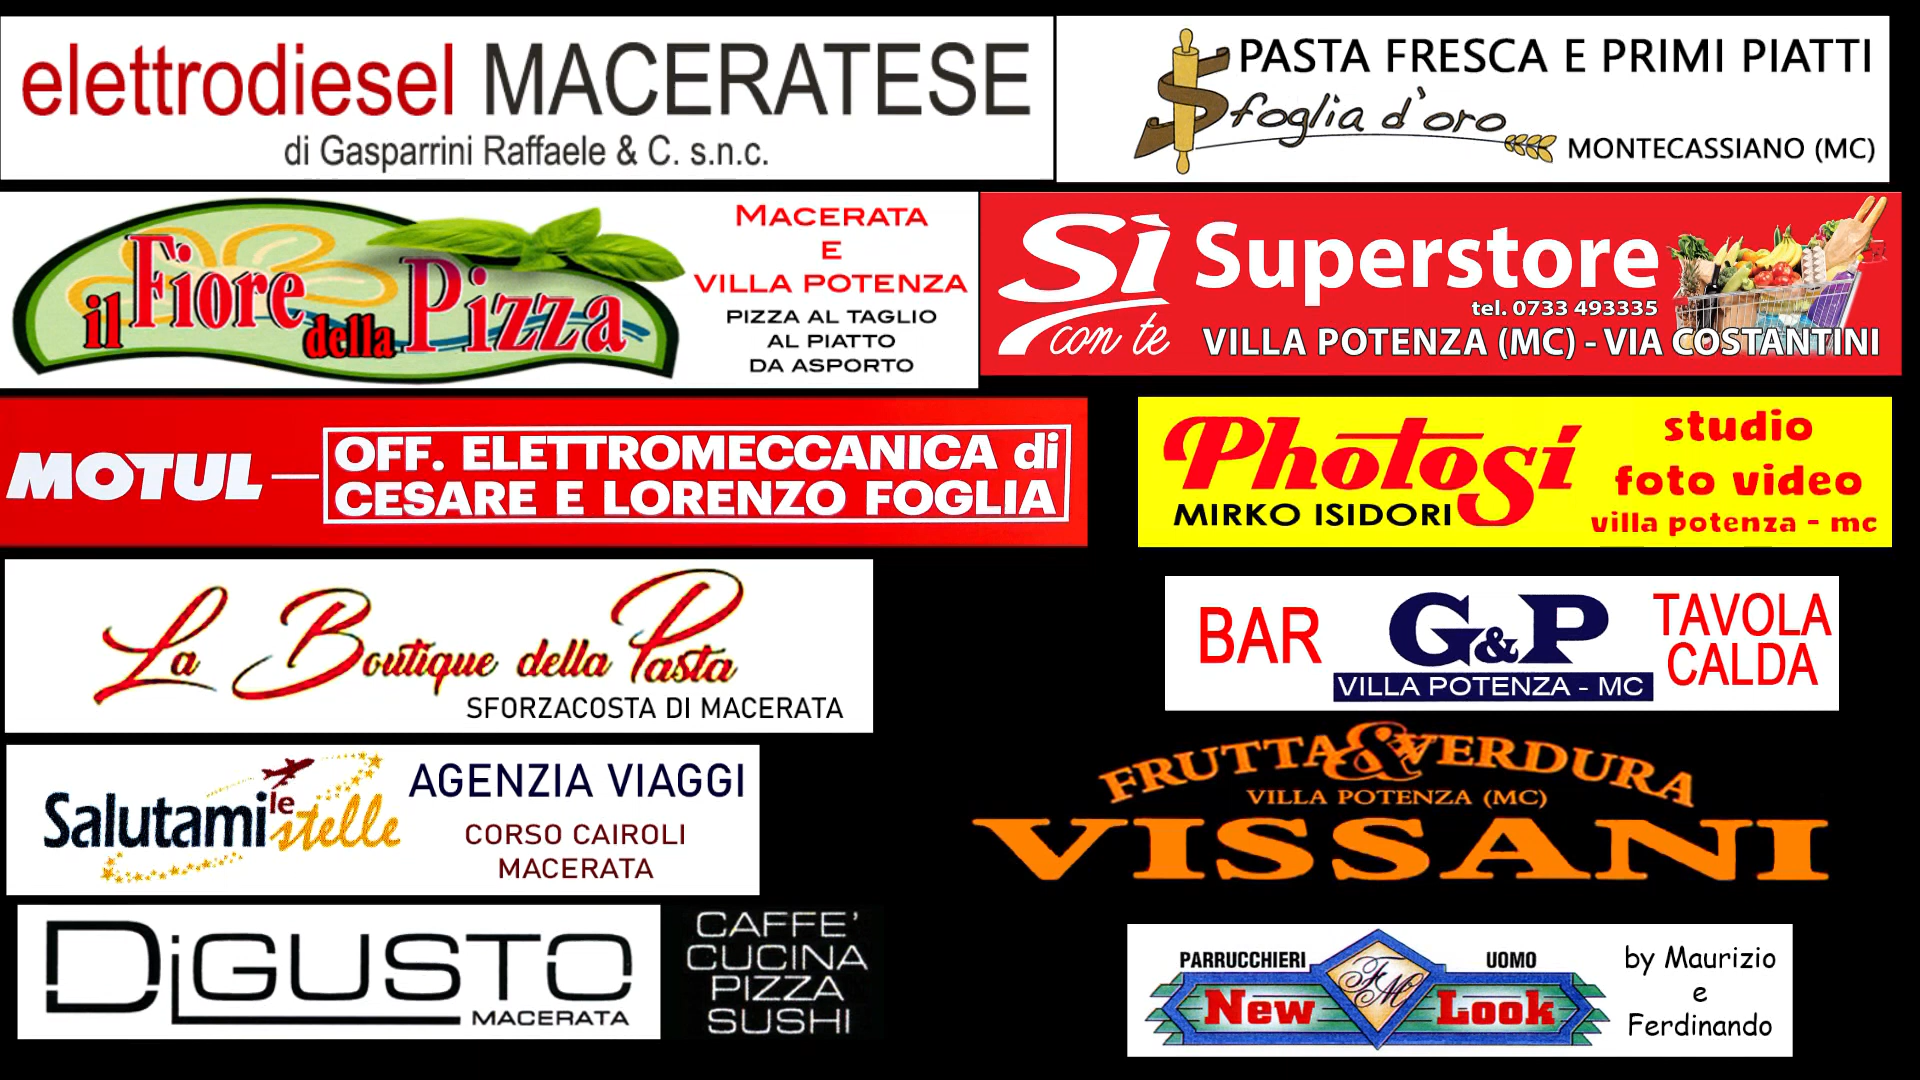 elettrodiesel MACERATESE
di Gasparrini Raffaele & C. s.n.c.
PASTA FRESCA E PRIMI PIATTI
Sfoglia d'oro
MONTECASSIANO (MC)
il Fiore della Pizza
MACERATA
E
VILLA POTENZA
PIZZA AL TAGLIO
AL PIATTO
DA ASPORTO
Sì Superstore
con te
tel. 0733 493335
VILLA POTENZA (MC) - VIA COSTANTINI
MOTUL — OFF. ELETTROMECCANICA di
CESARE E LORENZO FOGLIA
PhotoSi
MIRKO ISIDORI
studio
foto video
villa potenza - mc
La Boutique della Pasta
SFORZACOSTA DI MACERATA
BAR
G&P
VILLA POTENZA - MC
TAVOLA
CALDA
Salutami le stelle
AGENZIA VIAGGI
CORSO CAIROLI
MACERATA
FRUTTA & VERDURA
VILLA POTENZA (MC)
VISSANI
DiGUSTO
MACERATA
CAFFE'
CUCINA
PIZZA
SUSHI
PARRUCCHIERI UOMO
New FM Look
by Maurizio
e
Ferdinando